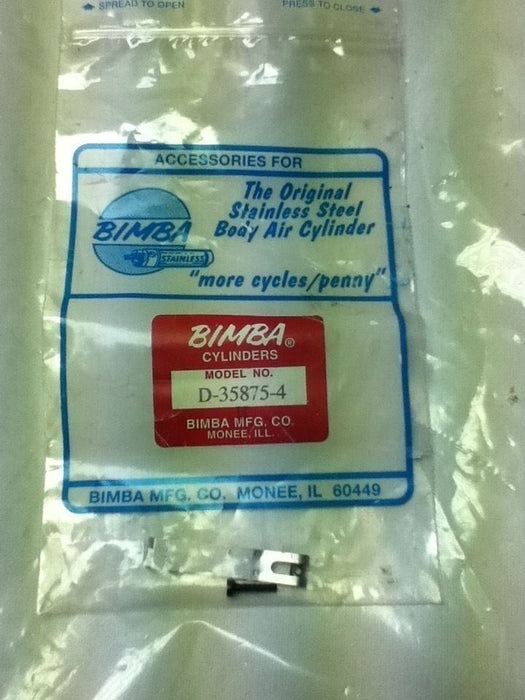 SPREAD TO OPEN
PRESS TO CLOSE
ACCESSORIES FOR
The Original
Stainless Steel
Body Air Cylinder
BIMBA
STAINLESS
"more cycles/penny"
BIMBA®
CYLINDERS
MODEL NO.
D-35875-4
BIMBA MFG. CO.
MONEE, ILL.
BIMBA MFG. CO. MONEE, IL 60449